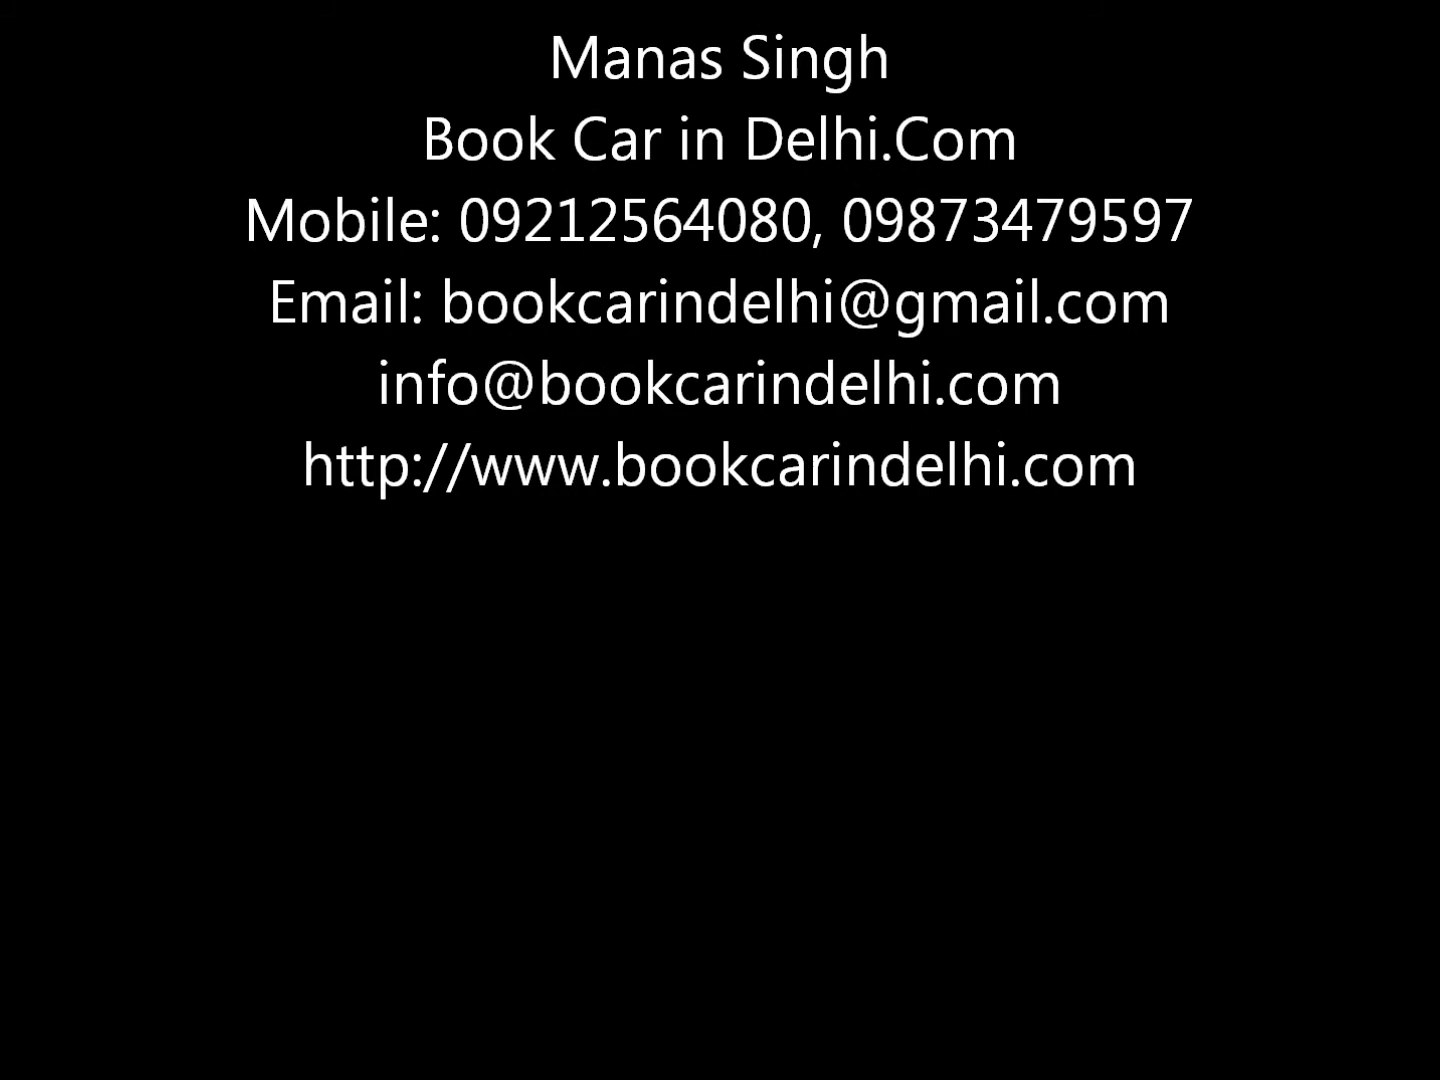 Manas Singh
Book Car in Delhi.Com
Mobile: 09212564080, 09873479597
Email: bookcarindelhi@gmail.com
info@bookcarindelhi.com
http://www.bookcarindelhi.com